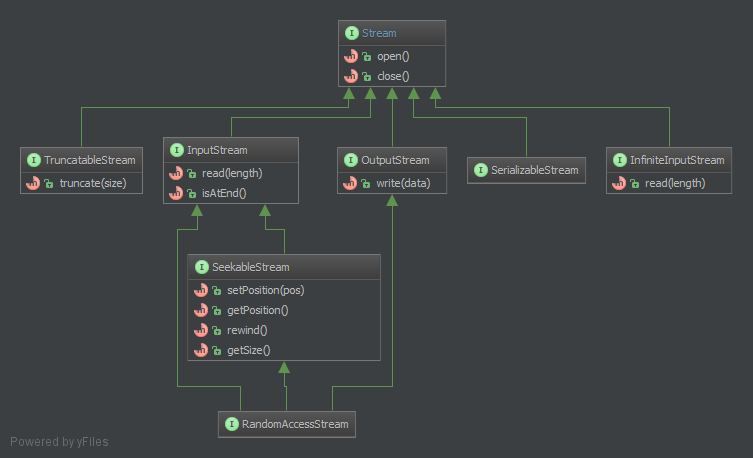 I Stream
m open()
m close()
I TruncatableStream
m truncate(size)
I InputStream
m read(length)
m isAtEnd()
I OutputStream
m write(data)
I SerializableStream
I InfiniteInputStream
m read(length)
I SeekableStream
m setPosition(pos)
m getPosition()
m rewind()
m getSize()
I RandomAccessStream
Powered by yFiles